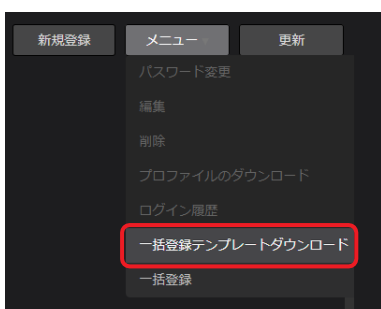 新規登録 メニュー 更新
パスワード変更
編集
削除
プロファイルのダウンロード
ログイン履歴
一括登録テンプレートダウンロード
一括登録